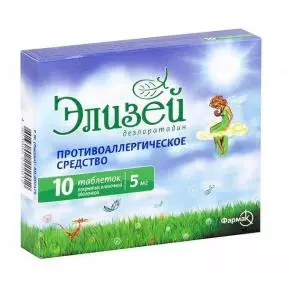 Элизей
дезлоратадин
ПРОТИВОАЛЛЕРГИЧЕСКОЕ
СРЕДСТВО
10 таблеток 5 мг
покрытых пленочной
оболочкой
Фармак